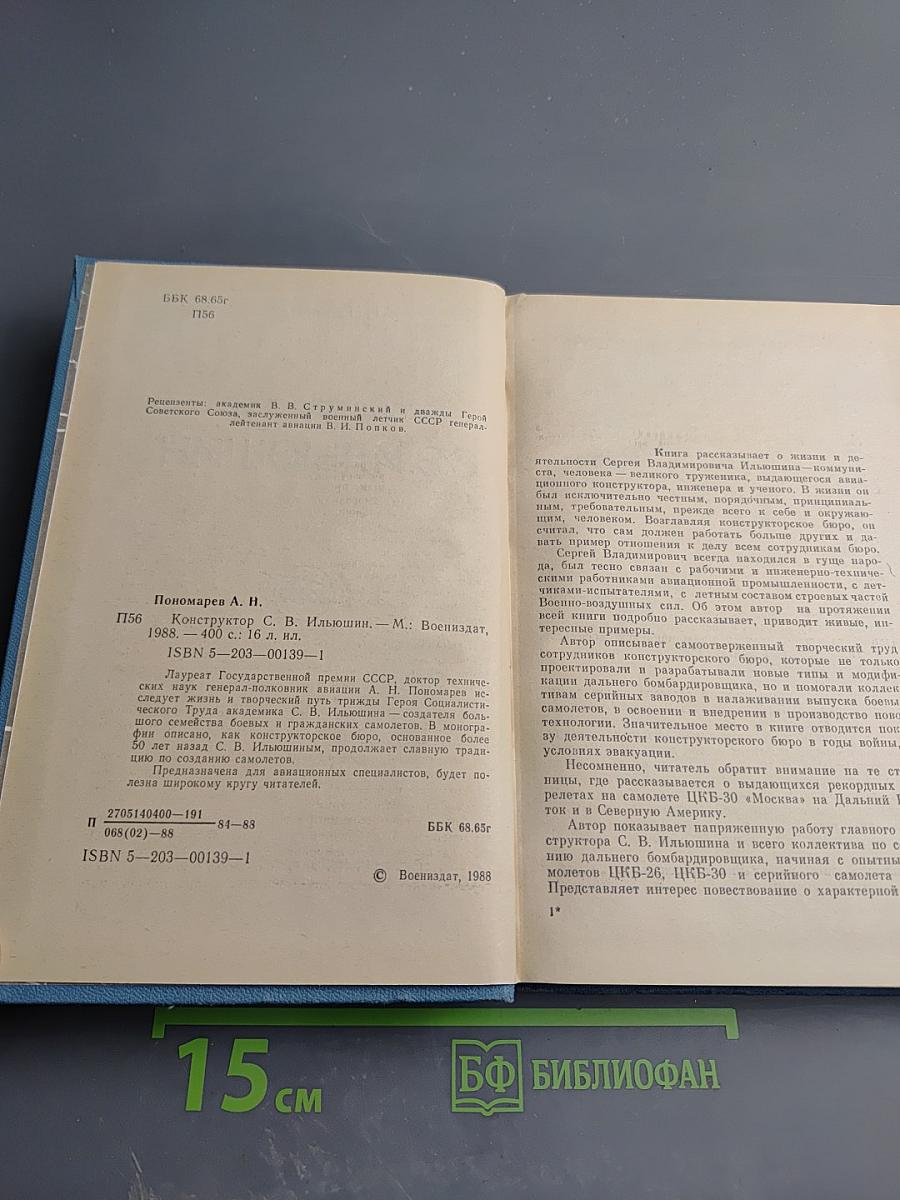 ББК 68.65г
П56
Рецензенты: академик В. В. Струминский и дважды Герой
Советского Союза, заслуженный военный летчик СССР генерал-
лейтенант авиации В. И. Попков.
Пономарев А. Н.
П56 Конструктор С. В. Ильюшин. — М.: Воениздат,
1988. — 400 с.: 16 л. ил.
ISBN 5—203—00139—1
Лауреат Государственной премии СССР, доктор техниче-
ских наук генерал-полковник авиации А. Н. Пономарев ис-
следует жизнь и творческий путь трижды Героя Социалисти-
ческого Труда академика С. В. Ильюшина — создателя боль-
шого семейства боевых и гражданских самолетов. В моногра-
фии описано, как конструкторское бюро, основанное более
50 лет назад С. В. Ильюшиным, продолжает славную тради-
цию по созданию самолетов.
Предназначена для авиационных специалистов, будет по-
лезна широкому кругу читателей.
П 2705140400—191
068(02)—88
84—88
ББК 68.65г
ISBN 5—203—00139—1
© Воениздат, 1988
Книга рассказывает о жизни и де-
ятельности Сергея Владимировича Ильюшина — коммуни-
ста, человека — великого труженика, выдающегося авиа-
ционного конструктора, инженера и ученого. В жизни он
был исключительно честным, порядочным, принципиаль-
ным, требовательным, прежде всего к себе и окружаю-
щим, человеком. Возглавляя конструкторское бюро, он
считал, что сам должен работать больше других и да-
вать пример отношения к делу всем сотрудникам бюро.
Сергей Владимирович всегда находился в гуще наро-
да, был тесно связан с рабочими и инженерно-техниче-
скими работниками авиационной промышленности, с лет-
чиками-испытателями, с летным составом строевых частей
Военно-воздушных сил. Об этом автор на протяжении
всей книги подробно рассказывает, приводит живые, ин-
тересные примеры.
Автор описывает самоотверженный творческий труд
сотрудников конструкторского бюро, которые не только
проектировали и разрабатывали новые типы и модифи-
кации дальнего бомбардировщика, но и помогали коллек
тивам серийных заводов в налаживании выпуска боевы
самолетов, в освоении и внедрении в производство ново
технологии. Значительное место в книге отводится пок
зу деятельности конструкторского бюро в годы войны,
условиях эвакуации.
Несомненно, читатель обратит внимание на те ст
ницы, где рассказывается о выдающихся рекордных
релетах на самолете ЦКБ-30 «Москва» на Дальний
ток и в Северную Америку.
Автор показывает напряженную работу главного
структора С. В. Ильюшина и всего коллектива по с
нию дальнего бомбардировщика, начиная с опытны
молетов ЦКБ-26, ЦКБ-30 и серийного самолета
Представляет интерес повествование о характерной
1*
15 см
БФ БИБЛИОФАН